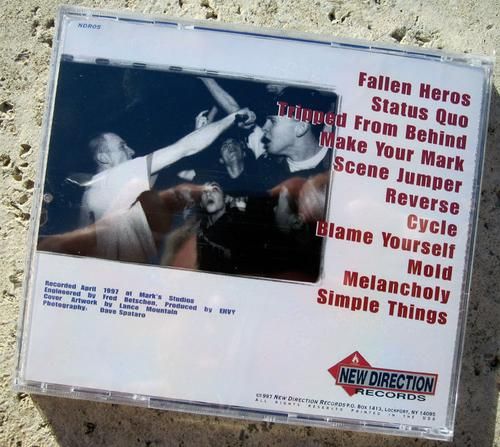 NDR05
Fallen Heros
Status Quo
Tripped From Behind
Make Your Mark
Scene Jumper
Reverse
Cycle
Blame Yourself
Mold
Melancholy
Simple Things
Recorded April 1997 at Mark's Studios
Engineered by Fred Betschen, Produced by ENVY
Cover Artwork by Lance Mountain
Photography, Dave Spataro
NEW DIRECTION
RECORDS
©1997 NEW DIRECTION RECORDS P.O. BOX 1413, LOCKPORT, NY 14095
ALL RIGHTS RESERVED PRINTED IN THE USA